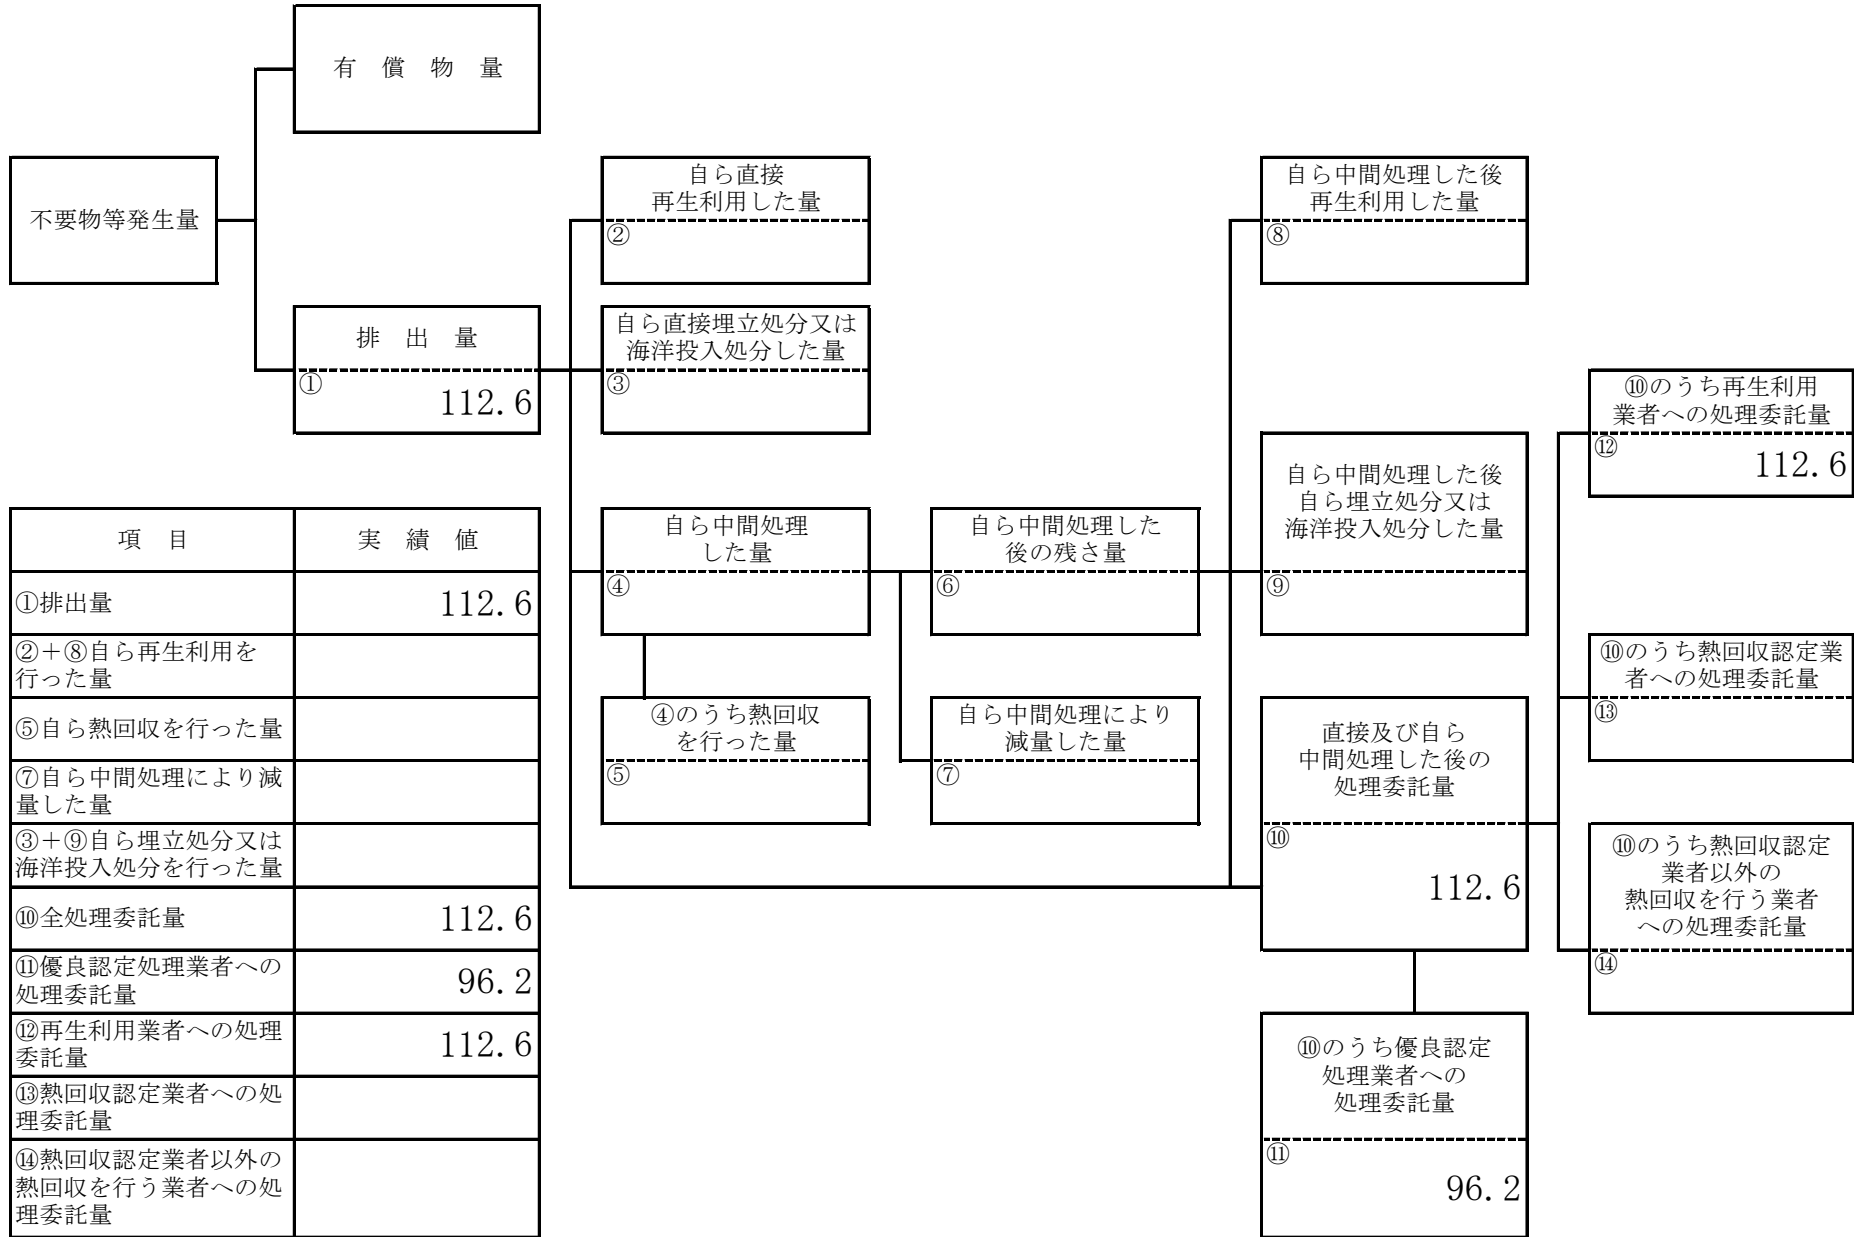 有 償 物 量
不要物等発生量
排 出 量
①
112.6
自ら直接
再生利用した量
②
自ら直接埋立処分又は
海洋投入処分した量
③
自ら中間処理
した量
④
④のうち熱回収
を行った量
⑤
自ら中間処理した
後の残さ量
⑥
自ら中間処理により
減量した量
⑦
自ら中間処理した後
再生利用した量
⑧
自ら中間処理した後
自ら埋立処分又は
海洋投入処分した量
⑨
直接及び自ら
中間処理した後の
処理委託量
⑩
112.6
⑩のうち優良認定
処理業者への
処理委託量
⑪
96.2
⑩のうち再生利用
業者への処理委託量
⑫
112.6
⑩のうち熱回収認定業
者への処理委託量
⑬
⑩のうち熱回収認定
業者以外の
熱回収を行う業者
への処理委託量
⑭
項 目 実 績 値
①排出量 112.6
②＋⑧自ら再生利用を
行った量
⑤自ら熱回収を行った量
⑦自ら中間処理により減
量した量
③＋⑨自ら埋立処分又は
海洋投入処分を行った量
⑩全処理委託量 112.6
⑪優良認定処理業者への
処理委託量 96.2
⑫再生利用業者への処理
委託量 112.6
⑬熱回収認定業者への処
理委託量
⑭熱回収認定業者以外の
熱回収を行う業者への処
理委託量